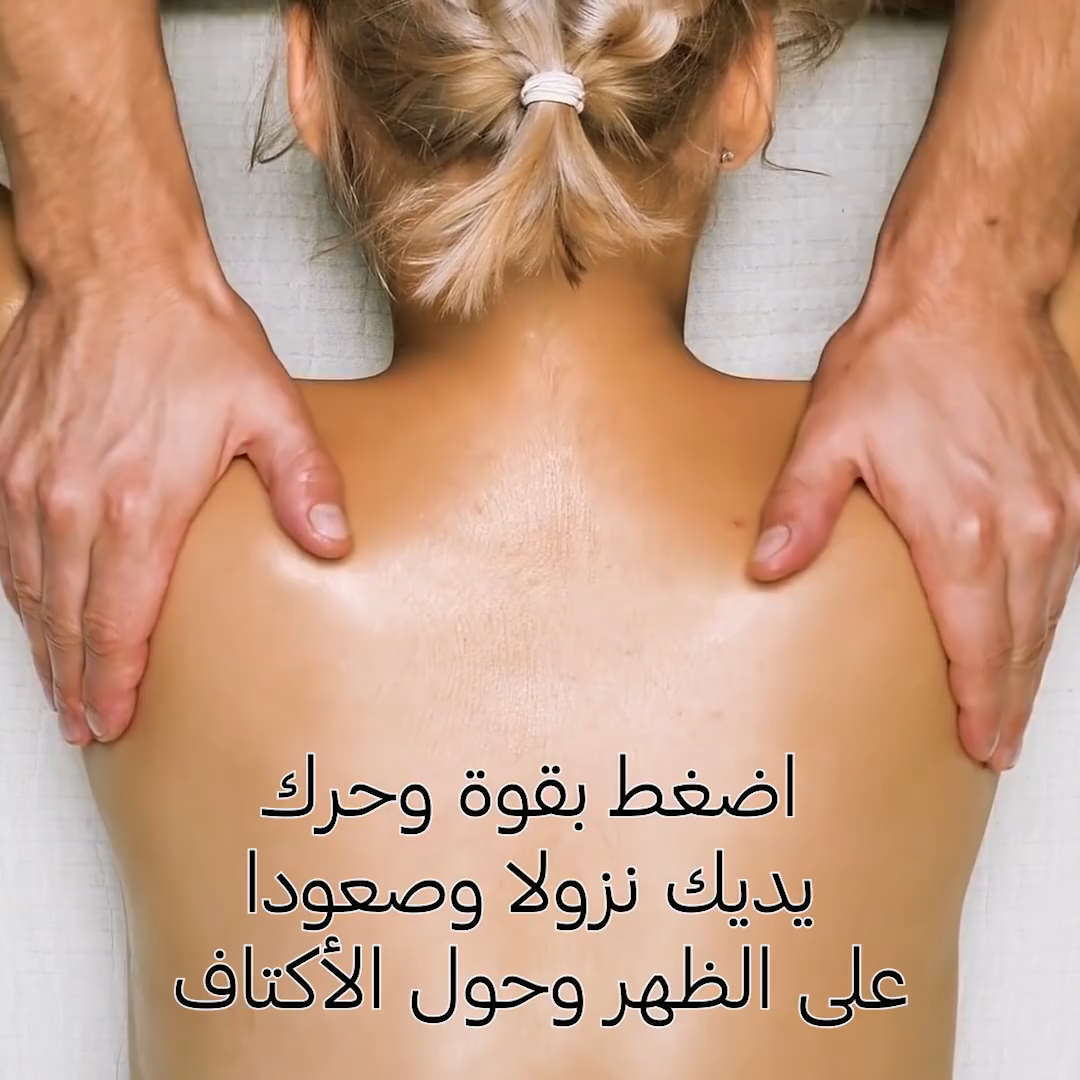 اضغط بقوة وحرك
يديك نزولا وصعودا
على الظهر وحول الأكتاف